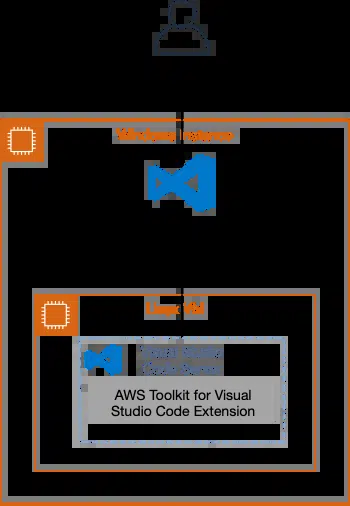 Windows Instance
Linux VM
Visual Studio
Code Server
AWS Toolkit for Visual
Studio Code Extension